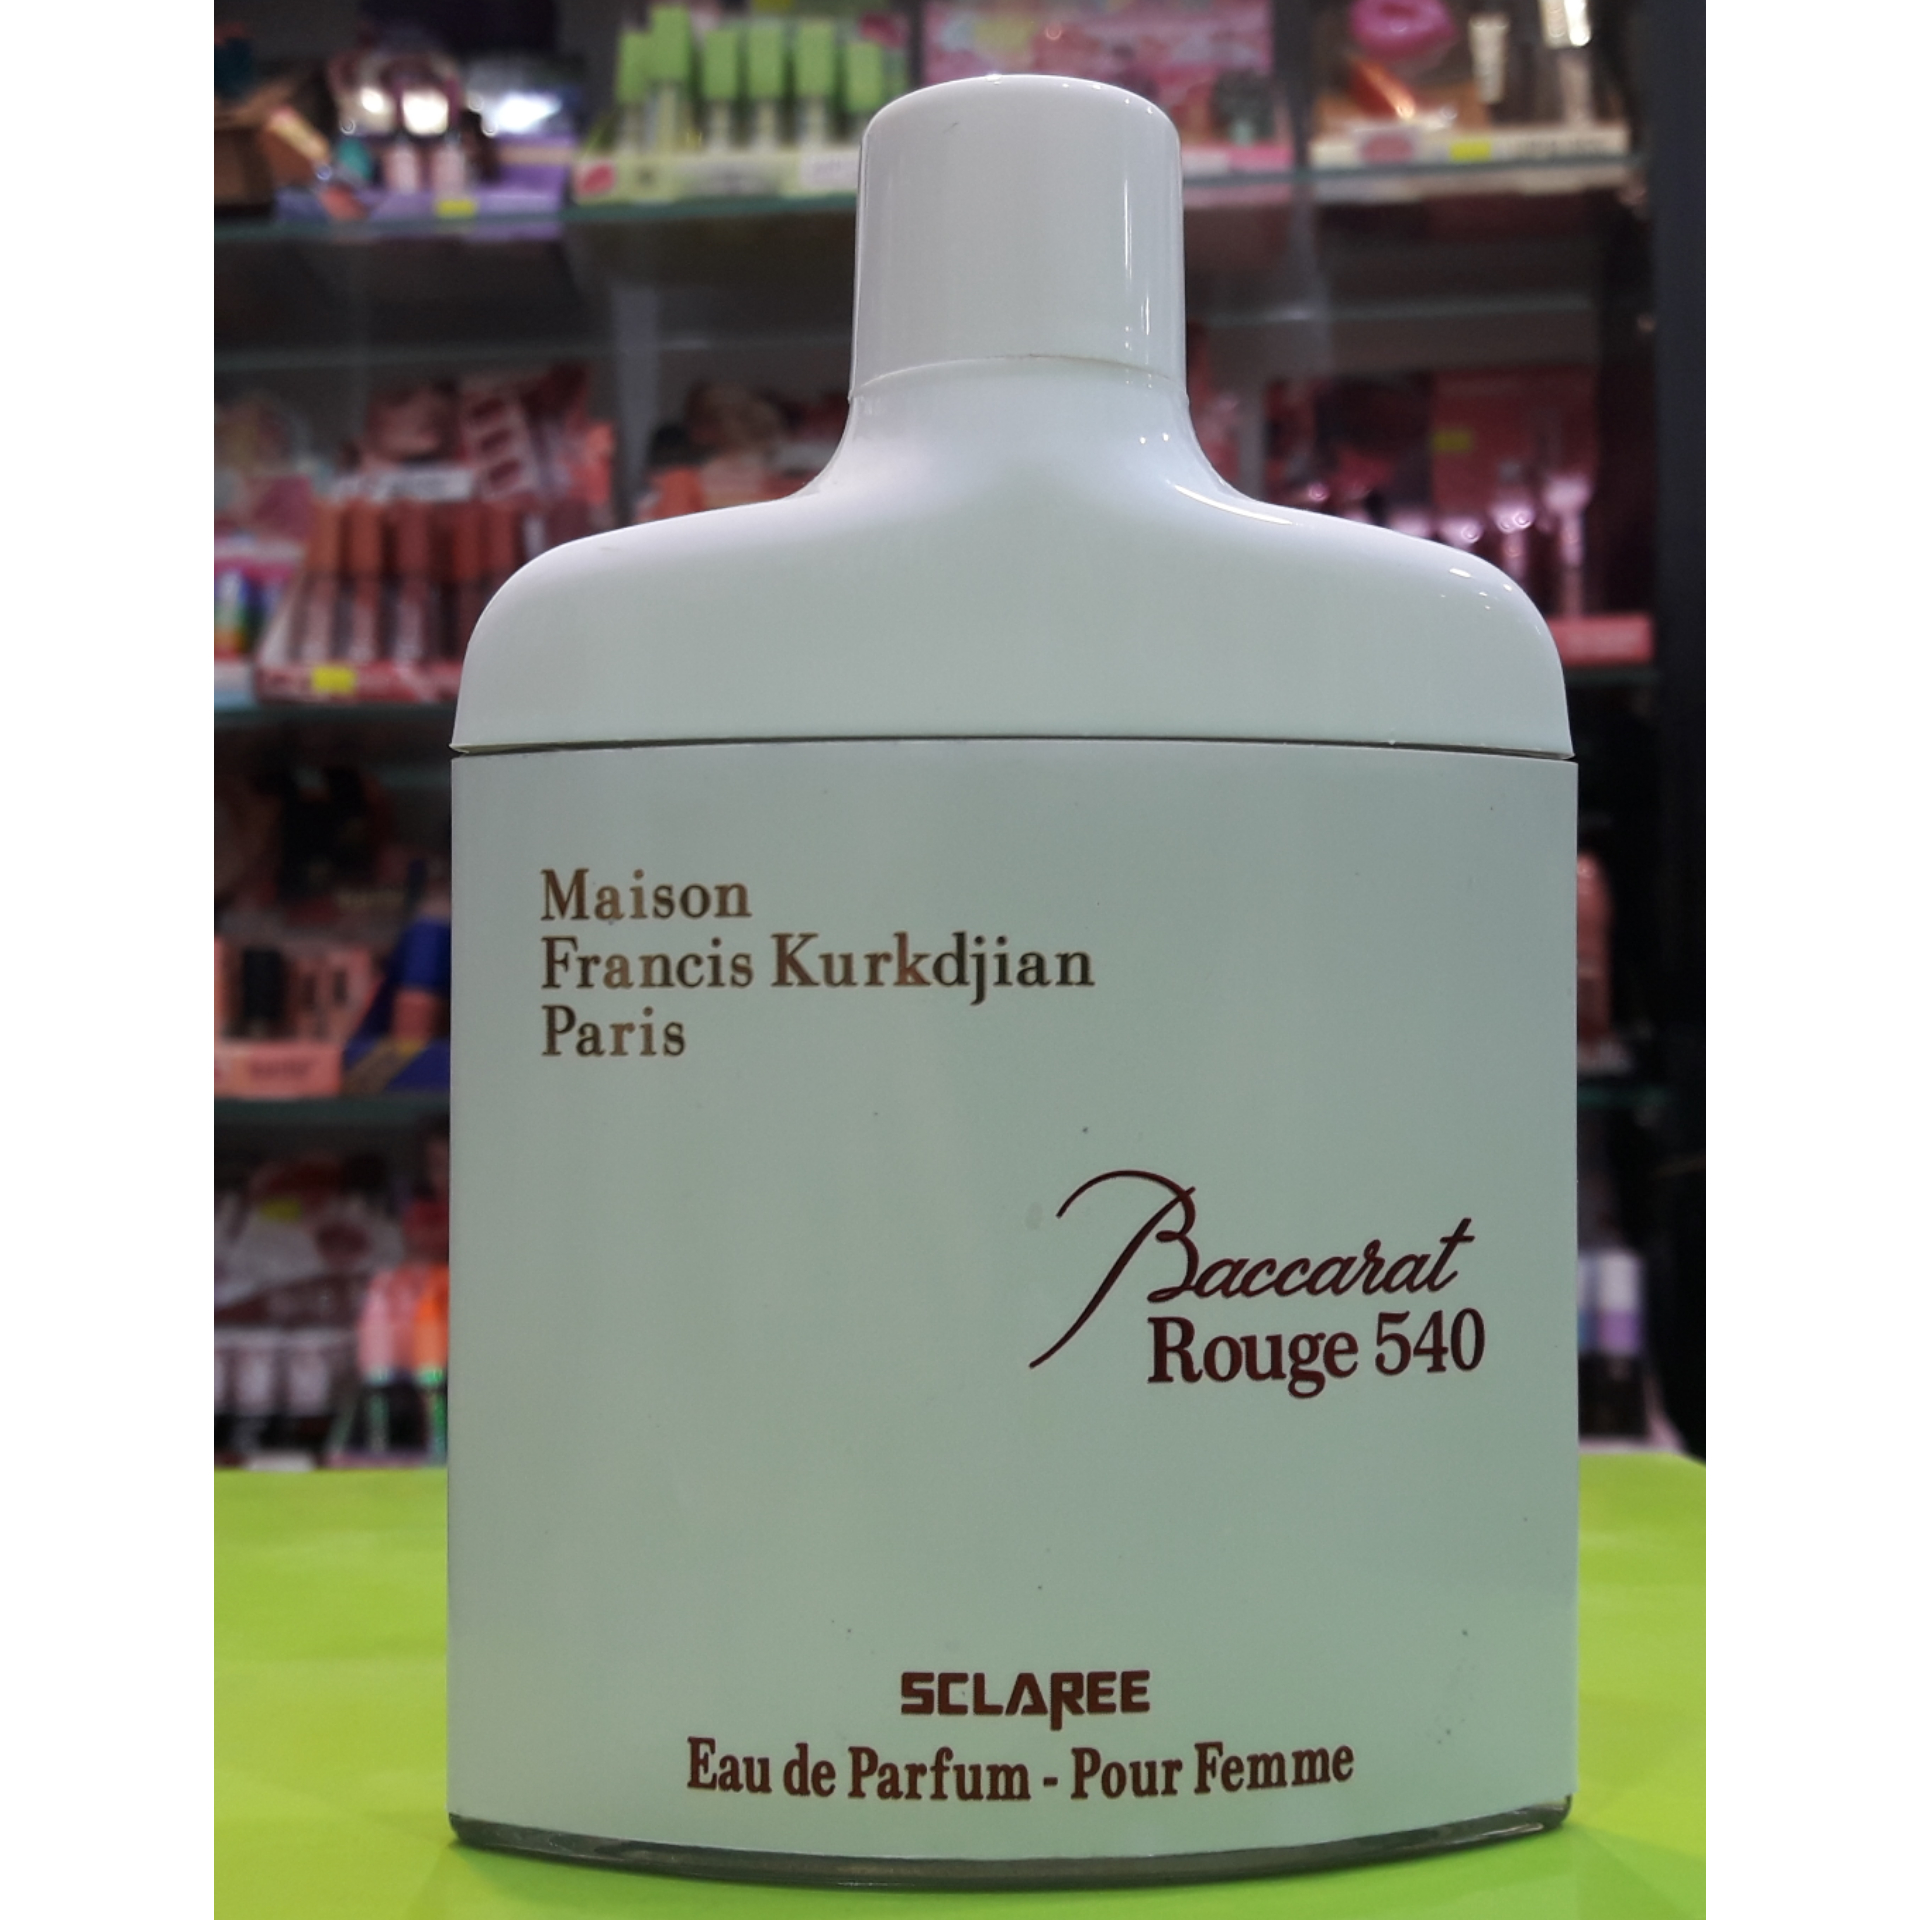 Maison
Francis Kurkdjian
Paris
Baccarat
Rouge 540
SCLAREE
Eau de Parfum - Pour Femme